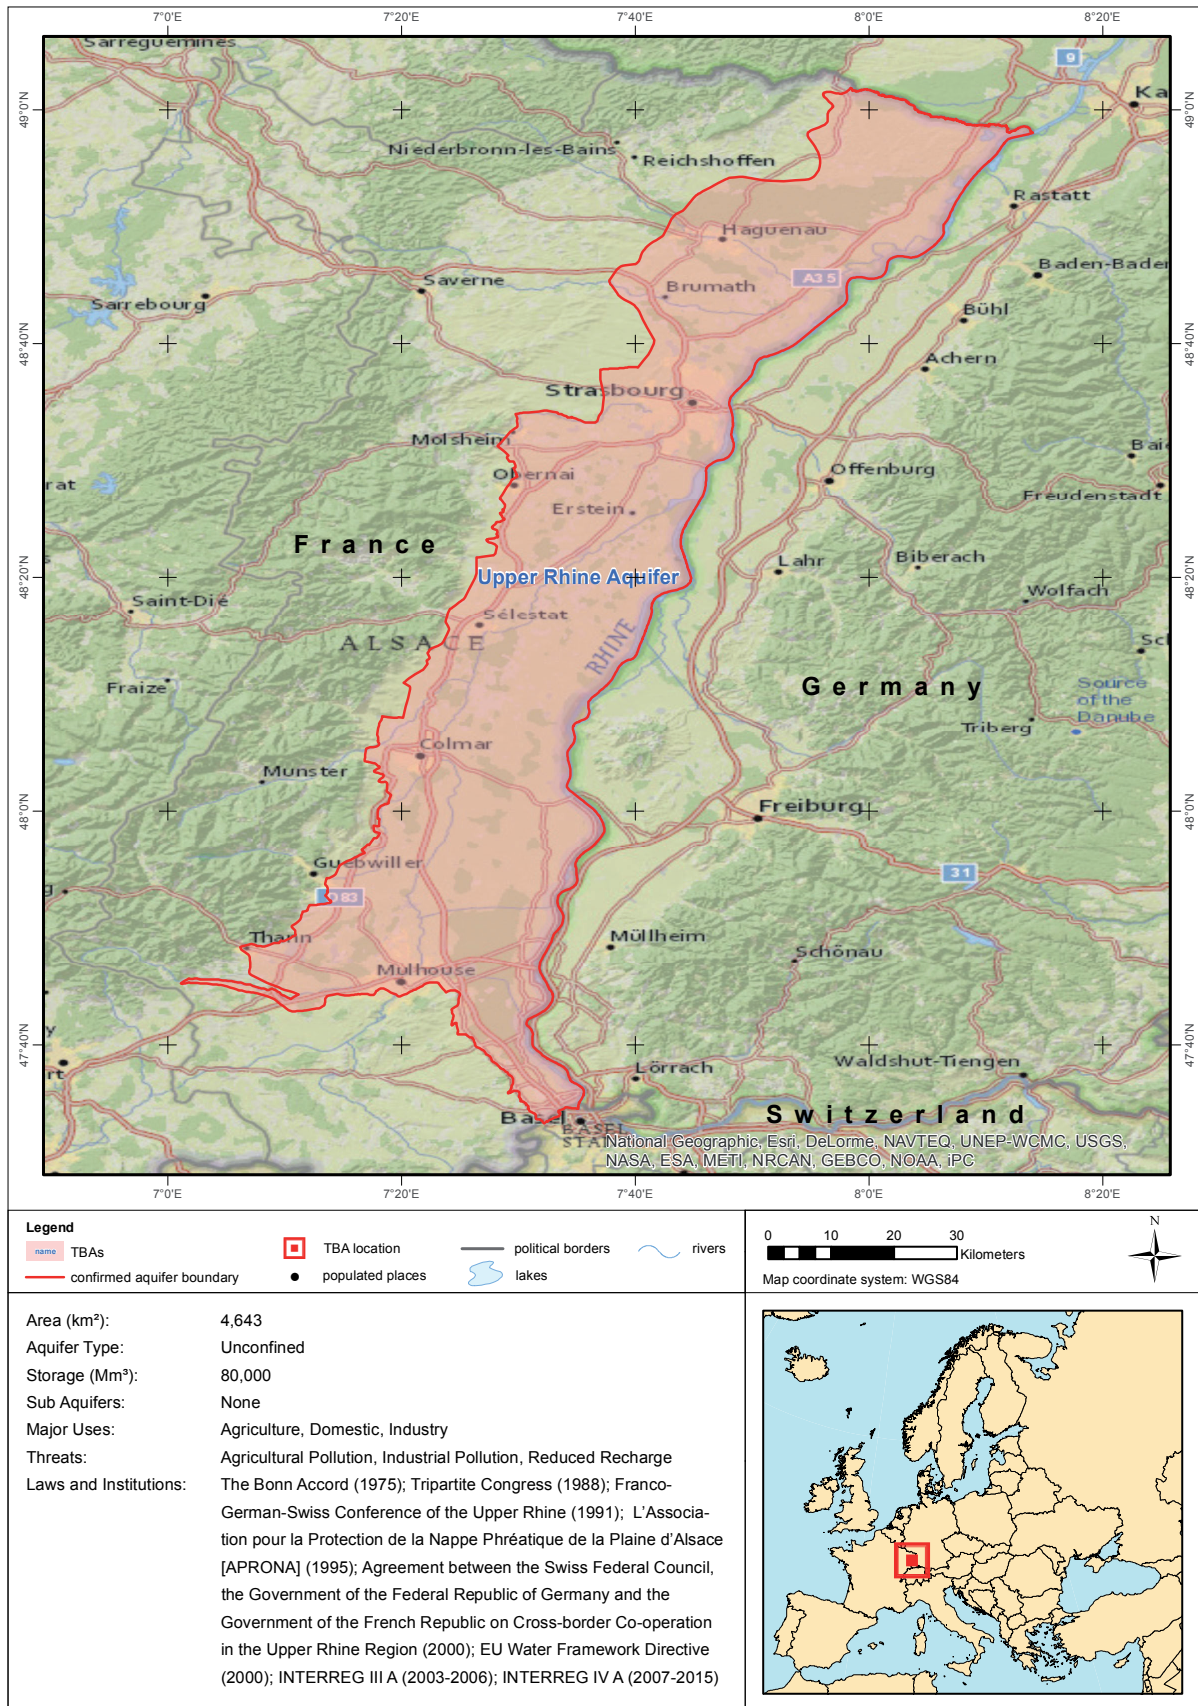 7°0'E 7°20'E 7°40'E 8°0'E 8°20'E
Sarreguemines
9
49°0'N
Ka
49°0'N
Niederbronn-les-Bains
Reichshoffen
Rastatt
Haguenau
Baden-Baden
A35
Saverne
Brumath
Sarrebourg
Bühl
48°40'N
48°40'N
Achern
Strasbourg
Molsheim
Baie
Obernai
Offenburg
rat
Freudenstadt
Erstein
France
Lahr
Biberach
48°20'N
Upper Rhine Aquifer
48°20'N
Wolfach
Saint-Dié
Sélestat
ALSACE
RHINE
Fraize
Germany
Source
of the
Danube
Triberg
Colmar
Munster
48°0'N
Freiburg
48°0'N
Guebwiller
31
D83
Thann
Müllheim
Schönau
Mulhouse
47°40'N
47°40'N
Lörrach
Waldshut-Tiengen
rt
Basel
BASEL
STA
Switzerland
National Geographic, Esri, DeLorme, NAVTEQ, UNEP-WCMC, USGS,
NASA, ESA, METI, NRCAN, GEBCO, NOAA, iPC
7°0'E 7°20'E 7°40'E 8°0'E 8°20'E
Legend
name TBAs
TBA location
political borders
rivers
confirmed aquifer boundary
populated places
lakes
0 10 20 30
Kilometers
Map coordinate system: WGS84
N
Area (km²): 4,643
Aquifer Type: Unconfined
Storage (Mm³): 80,000
Sub Aquifers: None
Major Uses: Agriculture, Domestic, Industry
Threats: Agricultural Pollution, Industrial Pollution, Reduced Recharge
Laws and Institutions: The Bonn Accord (1975); Tripartite Congress (1988); Franco-
German-Swiss Conference of the Upper Rhine (1991); L'Associa-
tion pour la Protection de la Nappe Phréatique de la Plaine d'Alsace
[APRONA] (1995); Agreement between the Swiss Federal Council,
the Government of the Federal Republic of Germany and the
Government of the French Republic on Cross-border Co-operation
in the Upper Rhine Region (2000); EU Water Framework Directive
(2000); INTERREG III A (2003-2006); INTERREG IV A (2007-2015)